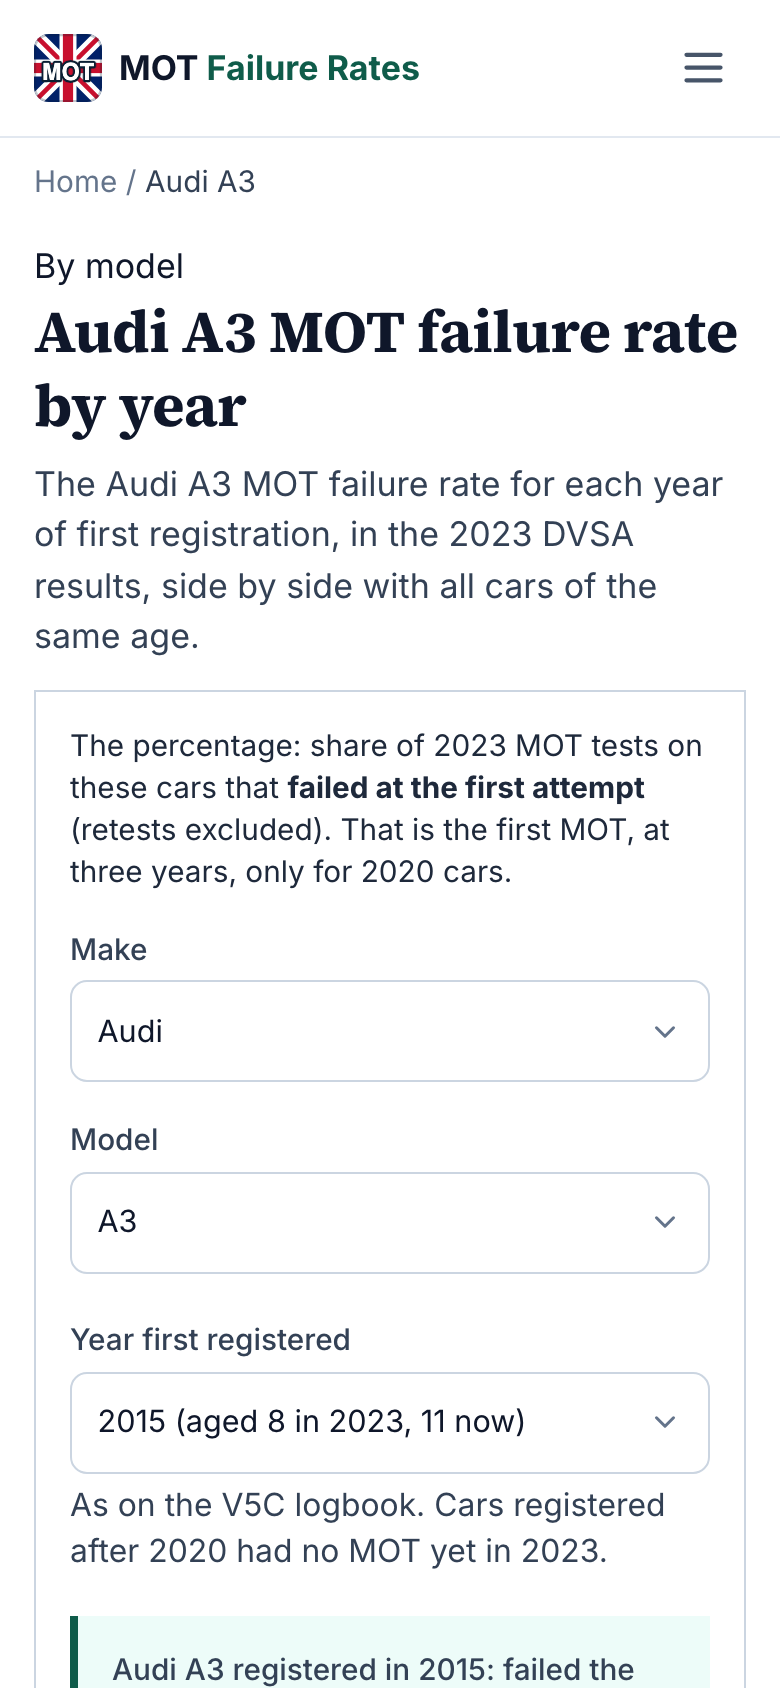 MOT
MOT Failure Rates
Home / Audi A3
By model
Audi A3 MOT failure rate
by year
The Audi A3 MOT failure rate for each year
of first registration, in the 2023 DVSA
results, side by side with all cars of the
same age.
The percentage: share of 2023 MOT tests on
these cars that failed at the first attempt
(retests excluded). That is the first MOT, at
three years, only for 2020 cars.
Make
Audi
Model
A3
Year first registered
2015 (aged 8 in 2023, 11 now)
As on the V5C logbook. Cars registered
after 2020 had no MOT yet in 2023.
Audi A3 registered in 2015: failed the